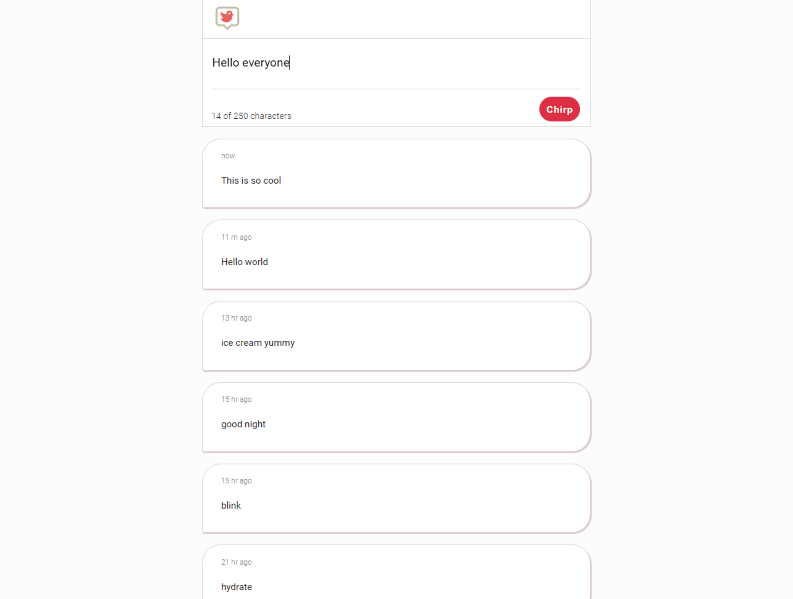 Hello everyone
14 of 250 characters
Chirp
now
This is so cool
11 m ago
Hello world
13 hr ago
ice cream yummy
15 hr ago
good night
15 hr ago
blink
21 hr ago
hydrate